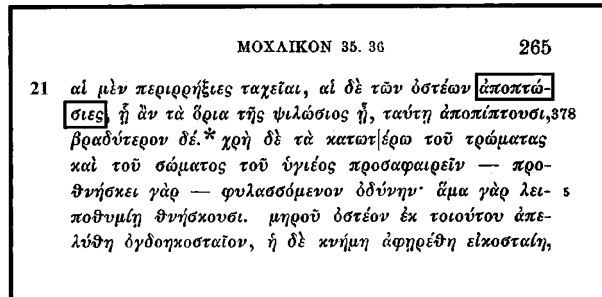 ΜΟΧΛΙΚΟΝ 35. 36 265
21 αἱ μὲν περιρρήξιες ταχεῖαι, αἱ δὲ τῶν ὀστέων ἀποπτώ-
σιες, ᾗ ἂν τὰ ὅρια τῆς ψιλώσιος ᾖ, ταύτῃ ἀποπίπτουσι, 378
βραδύτερον δέ.* χρὴ δὲ τὰ κατωτ|έρω τοῦ τρώματας
καὶ τοῦ σώματος τοῦ ὑγιέος προσαφαιρεῖν — προ-
θνήσκει γὰρ — φυλασσόμενον ὀδύνην· ἅμα γὰρ λει- 5
ποθυμίῃ θνήσκουσι. μηροῦ ὀστέον ἐκ τοιούτου ἀπε-
λύθη ὀγδοηκοσταῖον, ἡ δὲ κνήμη ἀφῃρέθη εἰκοσταίη,